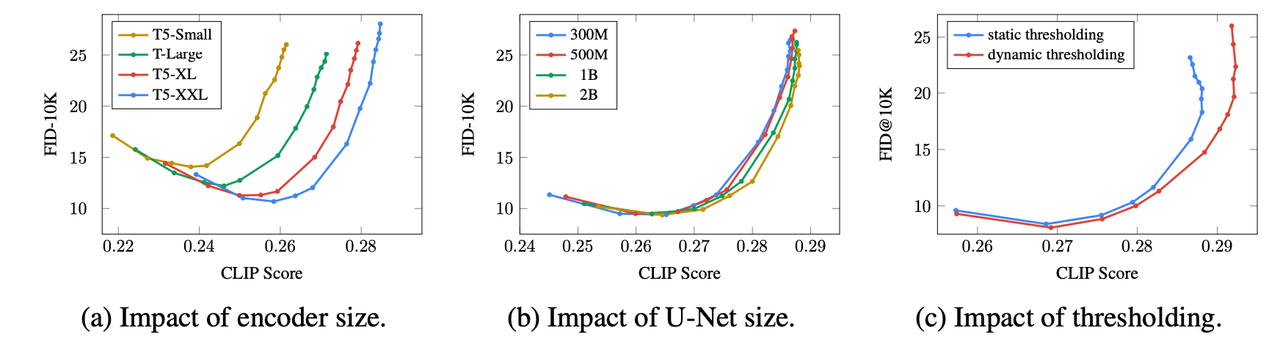 T5-Small
T-Large
T5-XL
T5-XXL
FID-10K
25
20
15
10
0.22
0.24
0.26
0.28
CLIP Score
(a) Impact of encoder size.
300M
500M
1B
2B
FID-10K
25
20
15
10
0.24
0.25
0.26
0.27
0.28
0.29
CLIP Score
(b) Impact of U-Net size.
static thresholding
dynamic thresholding
FID@10K
25
20
15
10
0.26
0.27
0.28
0.29
CLIP Score
(c) Impact of thresholding.